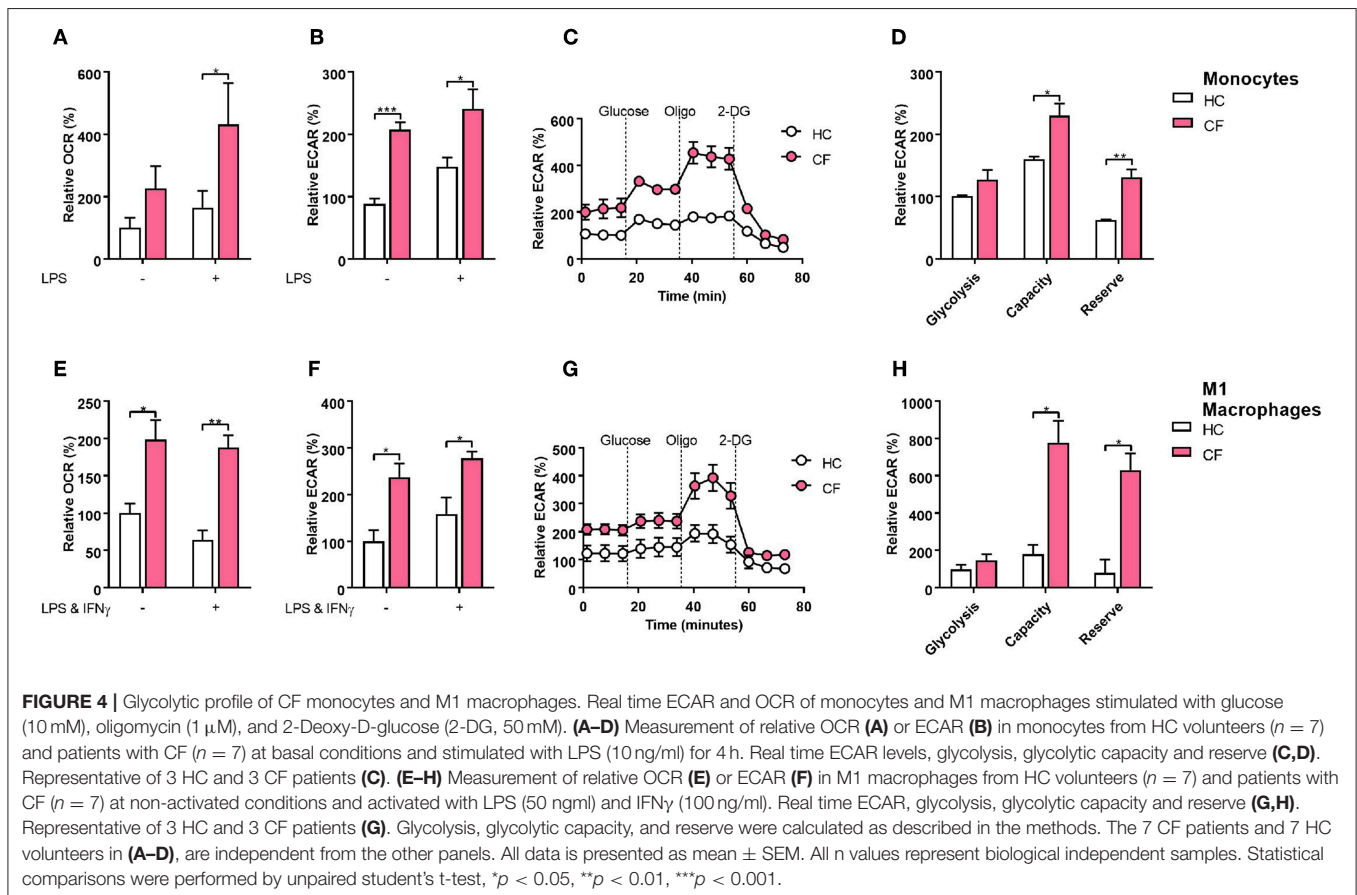 A
B
C
D
600
400
200
0
Relative OCR (%)
*
LPS
-
+
300
200
100
0
Relative ECAR (%)
***
*
LPS
-
+
600
400
200
0
Relative ECAR (%)
Glucose
Oligo
2-DG
HC
CF
0
20
40
60
80
Time (min)
300
200
100
0
Relative ECAR (%)
*
**
Glycolysis
Capacity
Reserve
Monocytes
HC
CF
E
F
G
H
250
200
150
100
50
0
Relative OCR (%)
*
**
LPS & IFNγ
-
+
400
300
200
100
0
Relative ECAR (%)
*
*
LPS & IFNγ
-
+
500
400
300
200
100
0
Relative ECAR (%)
Glucose
Oligo
2-DG
HC
CF
0
20
40
60
80
Time (minutes)
1000
800
600
400
200
0
Relative ECAR (%)
*
*
Glycolysis
Capacity
Reserve
M1
Macrophages
HC
CF
FIGURE 4 | Glycolytic profile of CF monocytes and M1 macrophages. Real time ECAR and OCR of monocytes and M1 macrophages stimulated with glucose
(10 mM), oligomycin (1 μM), and 2-Deoxy-D-glucose (2-DG, 50 mM). (A–D) Measurement of relative OCR (A) or ECAR (B) in monocytes from HC volunteers (n = 7)
and patients with CF (n = 7) at basal conditions and stimulated with LPS (10 ng/ml) for 4 h. Real time ECAR levels, glycolysis, glycolytic capacity and reserve (C,D).
Representative of 3 HC and 3 CF patients (C). (E–H) Measurement of relative OCR (E) or ECAR (F) in M1 macrophages from HC volunteers (n = 7) and patients with
CF (n = 7) at non-activated conditions and activated with LPS (50 ngml) and IFNγ (100 ng/ml). Real time ECAR, glycolysis, glycolytic capacity and reserve (G,H).
Representative of 3 HC and 3 CF patients (G). Glycolysis, glycolytic capacity, and reserve were calculated as described in the methods. The 7 CF patients and 7 HC
volunteers in (A–D), are independent from the other panels. All data is presented as mean ± SEM. All n values represent biological independent samples. Statistical
comparisons were performed by unpaired student's t-test, *p < 0.05, **p < 0.01, ***p < 0.001.